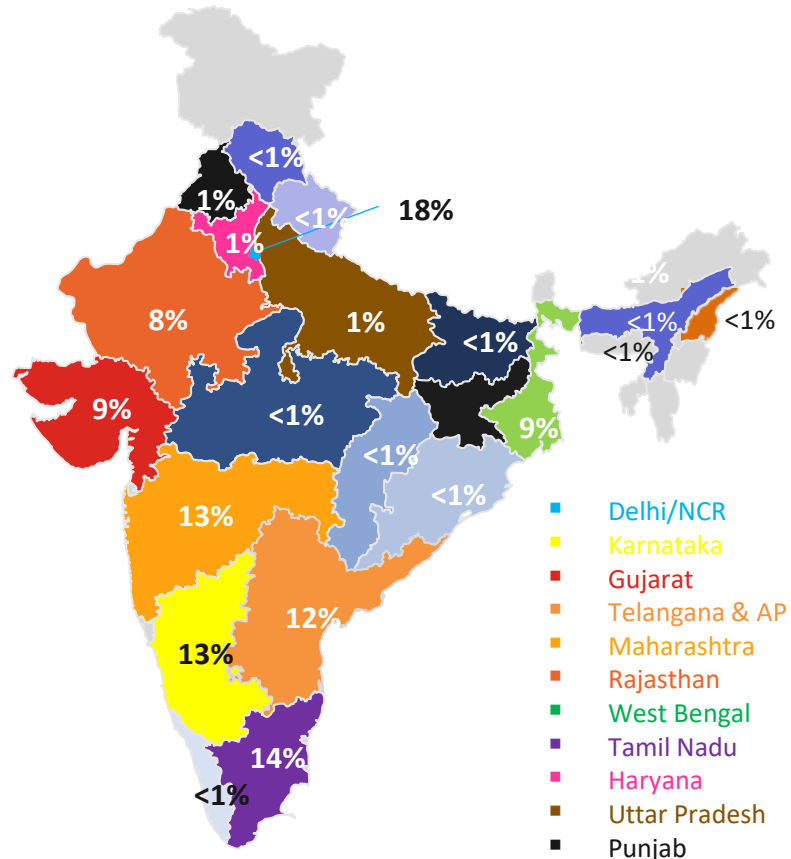 <1%
1%
<1%
18%
1%
1%
8%
1%
<1%
<1%
<1%
<1%
9%
<1%
9%
<1%
<1%
13%
12%
13%
14%
<1%
Delhi/NCR
Karnataka
Gujarat
Telangana & AP
Maharashtra
Rajasthan
West Bengal
Tamil Nadu
Haryana
Uttar Pradesh
Punjab